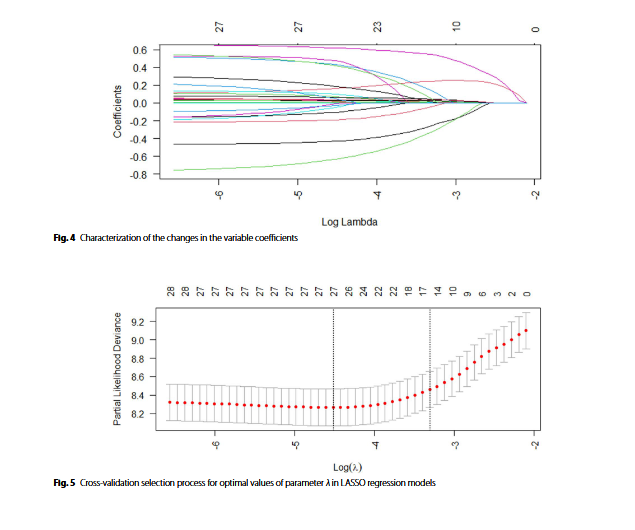 27 27 23 10 0
0.6
0.4
0.2
0.0
-0.2
-0.4
-0.6
-0.8
Coefficients
-6 -5 -4 -3 -2
Log Lambda
Fig. 4 Characterization of the changes in the variable coefficients
28 28 27 27 27 27 27 27 27 27 27 27 26 24 22 22 18 17 14 10 9 6 3 2 0
9.2
9.0
8.8
8.6
8.4
8.2
Partial Likelihood Deviance
-6 -5 -4 -3 -2
Log(λ)
Fig. 5 Cross-validation selection process for optimal values of parameter λ in LASSO regression models